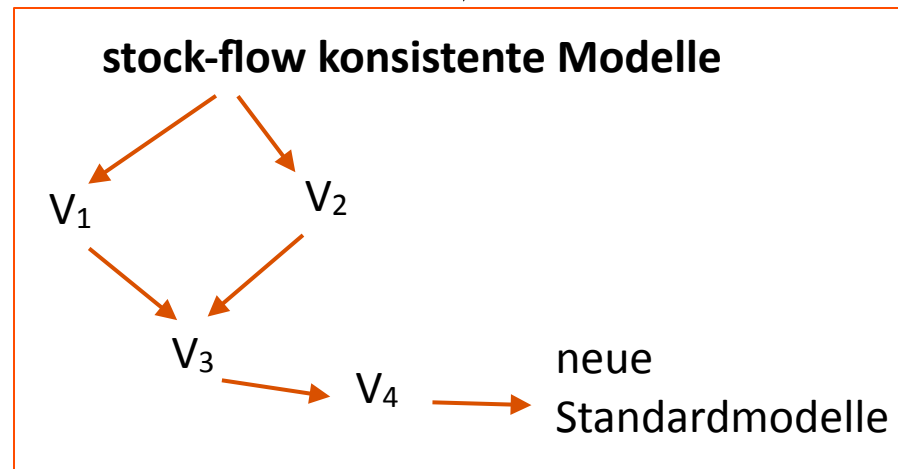 stock-flow konsistente Modelle
V₁
V₂
V₃
V₄
neue
Standardmodelle